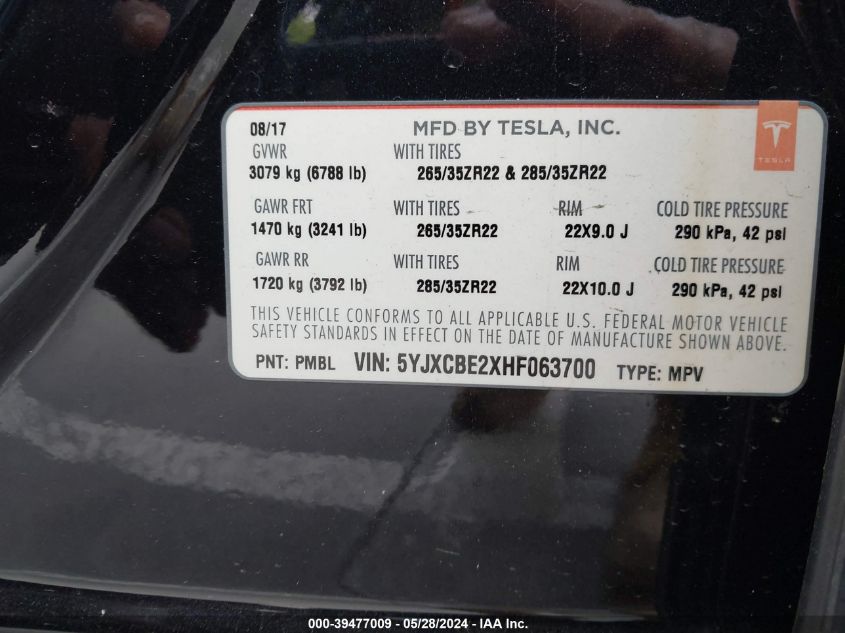 08/17 MFD BY TESLA, INC.
TESLA
GVWR WITH TIRES
3079 kg (6788 lb) 265/35ZR22 & 285/35ZR22
GAWR FRT WITH TIRES RIM COLD TIRE PRESSURE
1470 kg (3241 lb) 265/35ZR22 22X9.0 J 290 kPa, 42 psi
GAWR RR WITH TIRES RIM COLD TIRE PRESSURE
1720 kg (3792 lb) 285/35ZR22 22X10.0 J 290 kPa, 42 psi
THIS VEHICLE CONFORMS TO ALL APPLICABLE U.S. FEDERAL MOTOR VEHICLE
SAFETY STANDARDS IN EFFECT ON THE DATE OF MANUFACTURE SHOWN ABOVE.
PNT: PMBL VIN: 5YJXCBE2XHF063700 TYPE: MPV
000-39477009 - 05/28/2024 - IAA Inc.